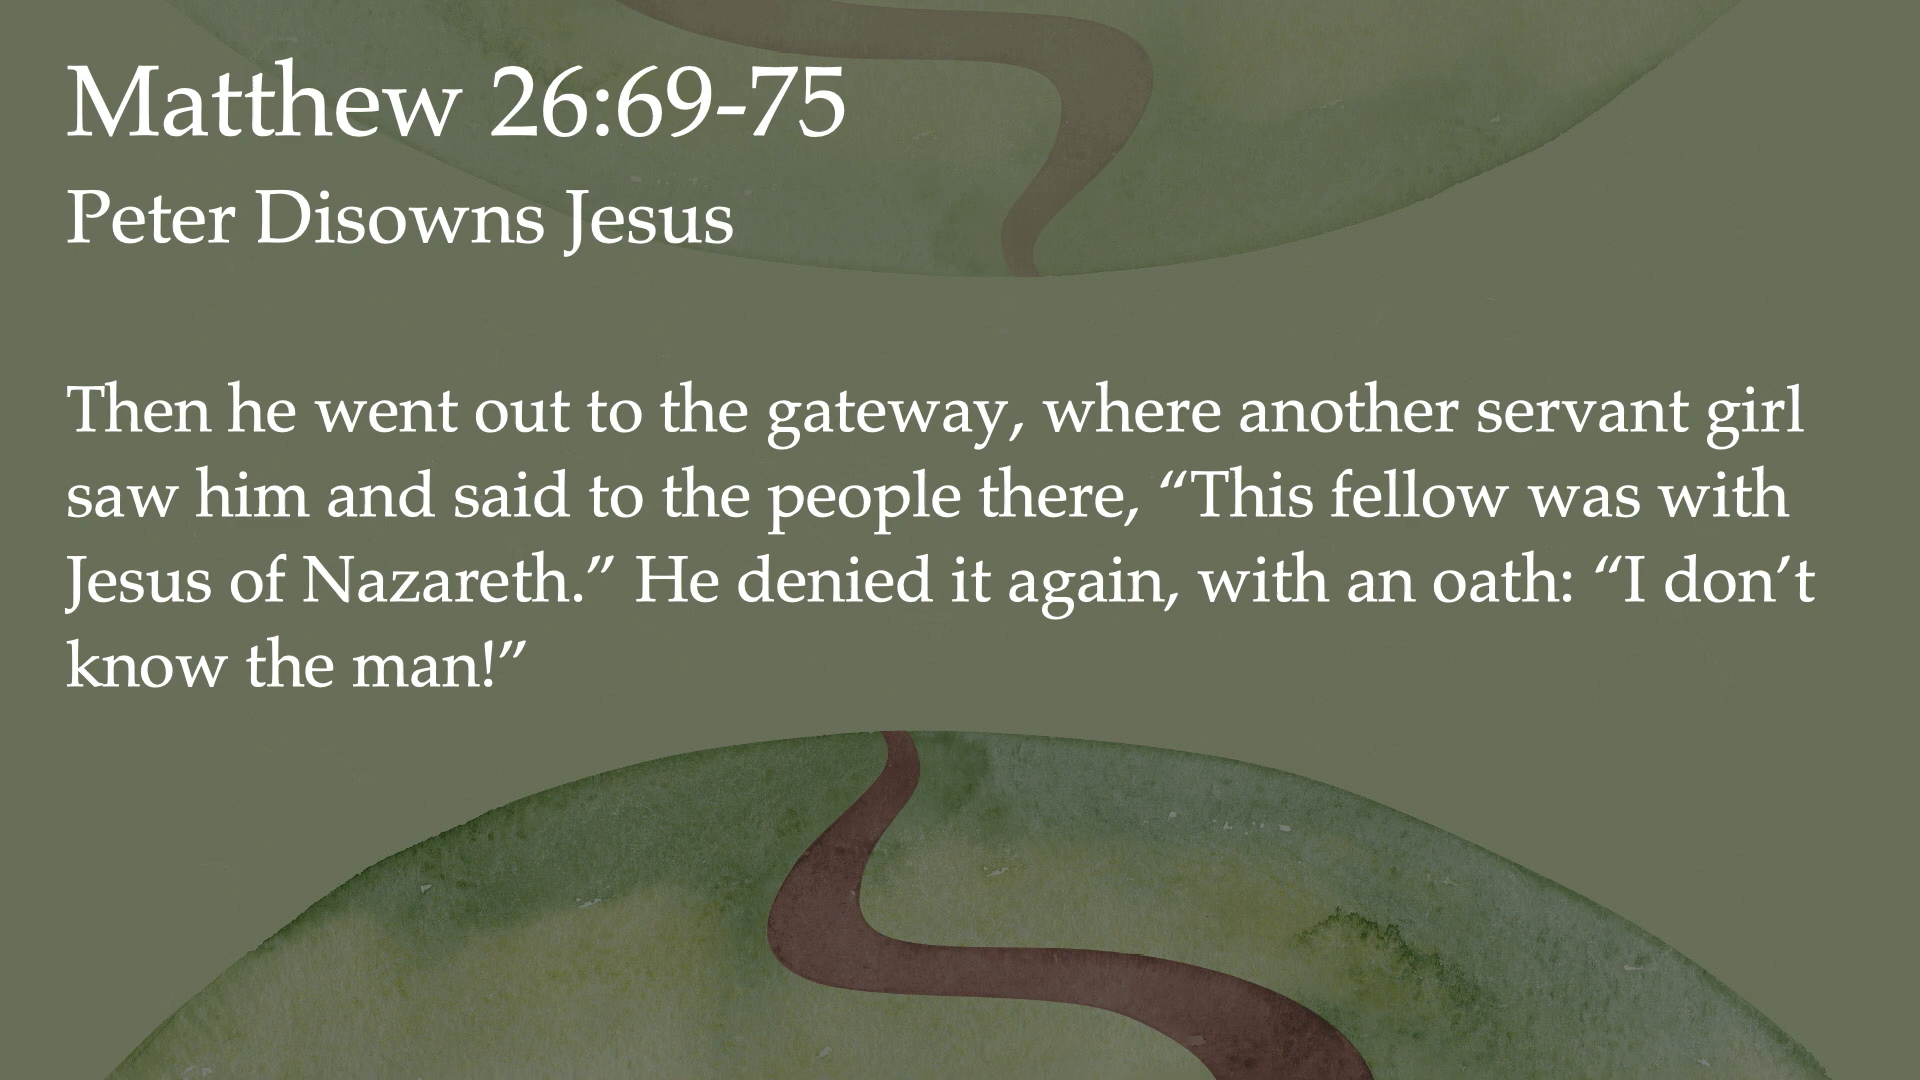 Matthew 26:69-75
Peter Disowns Jesus
Then he went out to the gateway, where another servant girl
saw him and said to the people there, “This fellow was with
Jesus of Nazareth.” He denied it again, with an oath: “I don’t
know the man!”